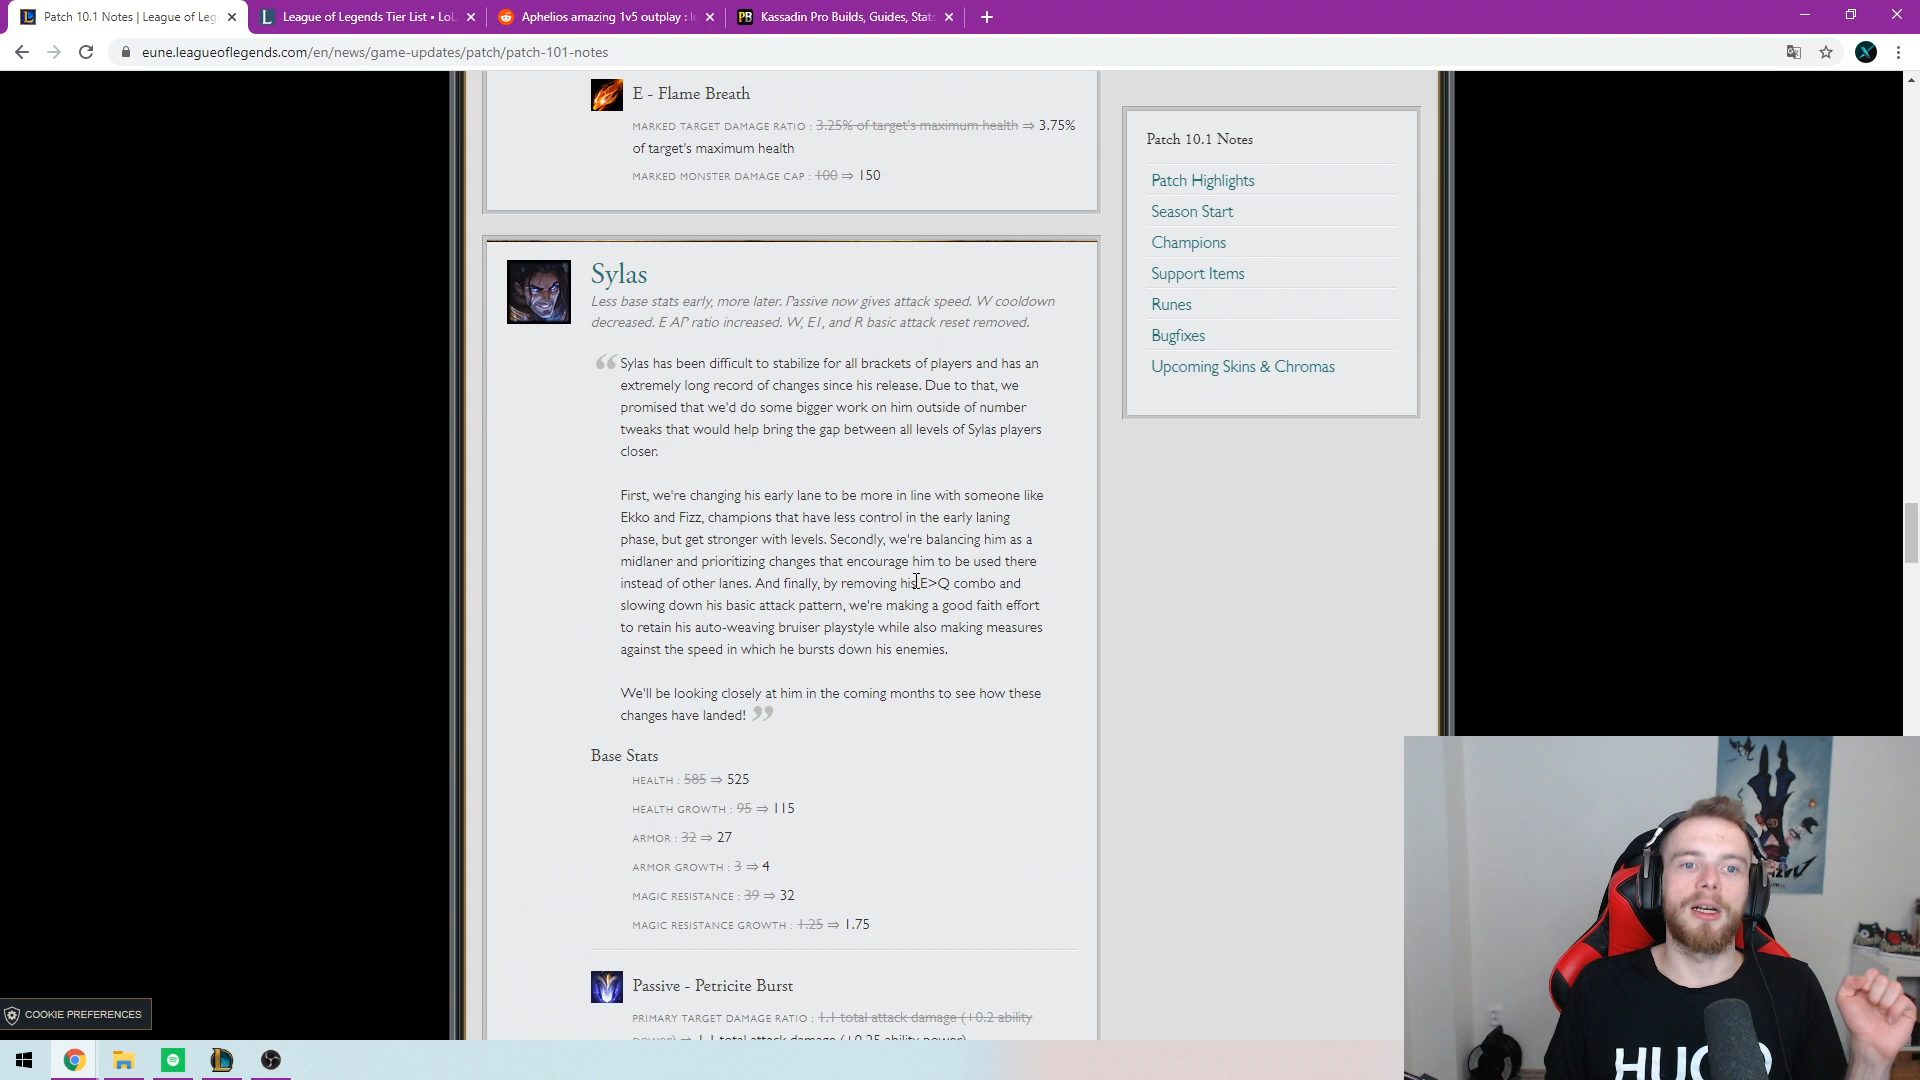 Patch 10.1 Notes | League of Leg
League of Legends Tier List • LoL
Aphelios amazing 1v5 outplay : le
Kassadin Pro Builds, Guides, Stats
eune.leagueoflegends.com/en/news/game-updates/patch/patch-101-notes
E - Flame Breath
MARKED TARGET DAMAGE RATIO : 3.25% of target's maximum health ⇒ 3.75%
of target's maximum health
MARKED MONSTER DAMAGE CAP : 100 ⇒ 150
Patch 10.1 Notes
Patch Highlights
Season Start
Champions
Support Items
Runes
Bugfixes
Upcoming Skins & Chromas
Sylas
Less base stats early, more later. Passive now gives attack speed. W cooldown
decreased. E AP ratio increased. W, E1, and R basic attack reset removed.
“ Sylas has been difficult to stabilize for all brackets of players and has an
extremely long record of changes since his release. Due to that, we
promised that we'd do some bigger work on him outside of number
tweaks that would help bring the gap between all levels of Sylas players
closer.
First, we're changing his early lane to be more in line with someone like
Ekko and Fizz, champions that have less control in the early laning
phase, but get stronger with levels. Secondly, we're balancing him as a
midlaner and prioritizing changes that encourage him to be used there
instead of other lanes. And finally, by removing his E>Q combo and
slowing down his basic attack pattern, we're making a good faith effort
to retain his auto-weaving bruiser playstyle while also making measures
against the speed in which he bursts down his enemies.
We'll be looking closely at him in the coming months to see how these
changes have landed! ”
Base Stats
HEALTH : 585 ⇒ 525
HEALTH GROWTH : 95 ⇒ 115
ARMOR : 32 ⇒ 27
ARMOR GROWTH : 3 ⇒ 4
MAGIC RESISTANCE : 39 ⇒ 32
MAGIC RESISTANCE GROWTH : 1.25 ⇒ 1.75
Passive - Petricite Burst
PRIMARY TARGET DAMAGE RATIO : 1.1 total attack damage (+0.2 ability
power) ⇒ 1.1 total attack damage (+0.25 ability power)
COOKIE PREFERENCES